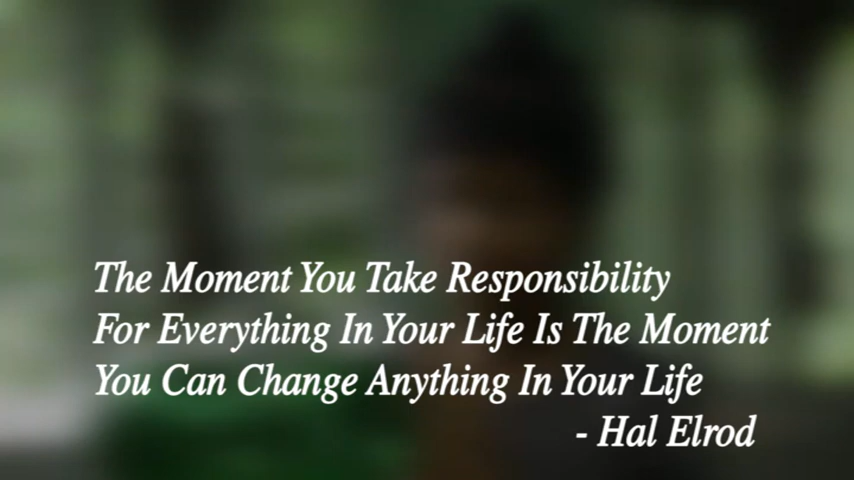 The Moment You Take Responsibility
For Everything In Your Life Is The Moment
You Can Change Anything In Your Life
- Hal Elrod